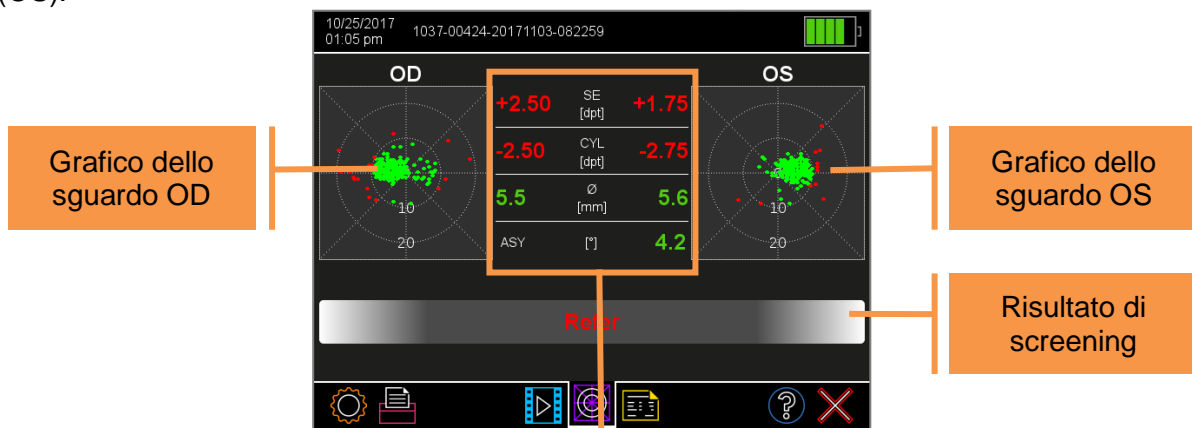 (OS).
10/25/2017
01:05 pm
1037-00424-20171103-082259
OD
OS
+2.50 SE [dpt] +1.75
-2.50 CYL [dpt] -2.75
5.5 Ø [mm] 5.6
ASY [°] 4.2
10
20
10
20
Grafico dello
sguardo OD
Grafico dello
sguardo OS
Refer
Risultato di
screening
?